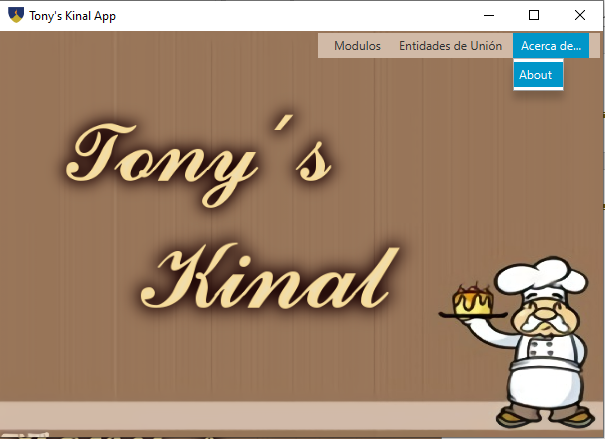 Tony's Kinal App
Modulos Entidades de Unión Acerca de...
About
Tony´s
Kinal